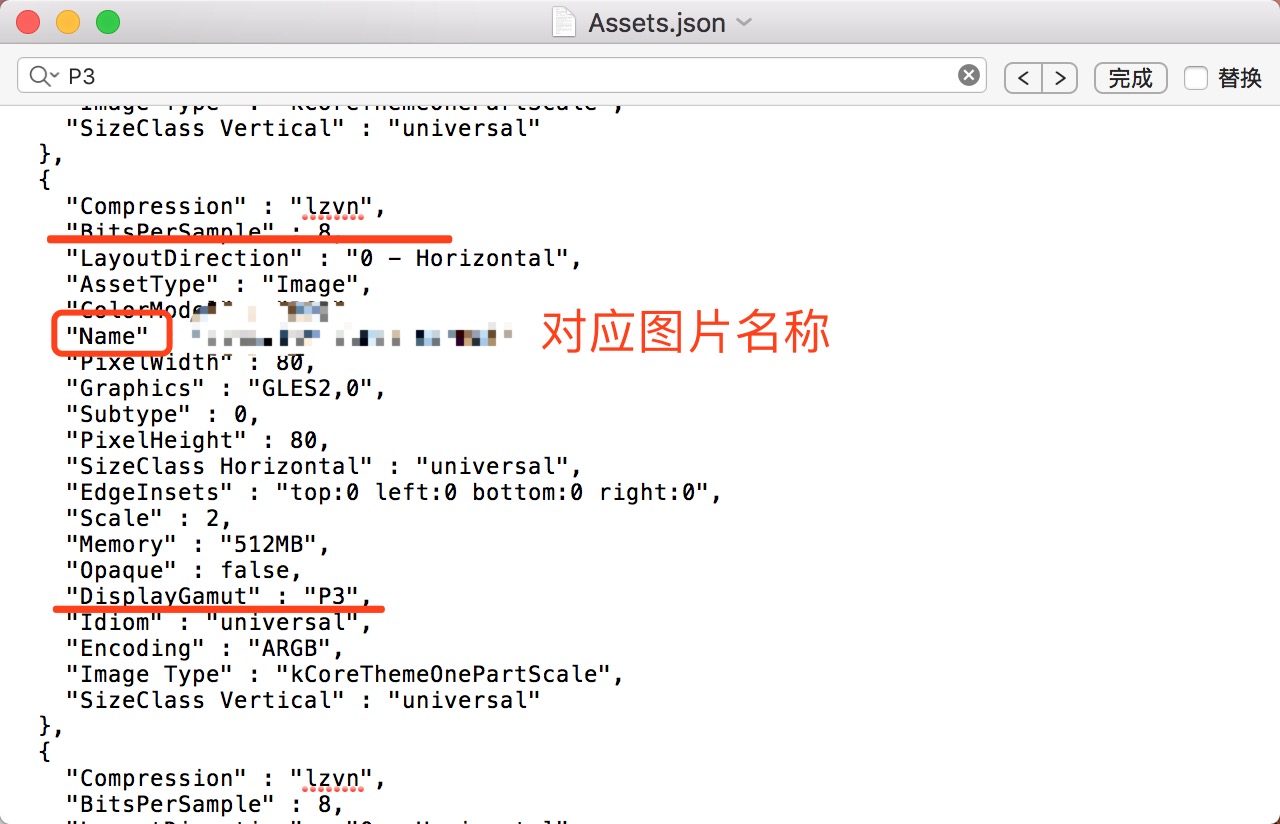 Assets.json
P3
完成
替换
"Image Type" : "kCoreThemeOnePartScale",
"SizeClass Vertical" : "universal"
},
{
"Compression" : "lzvn",
"BitsPerSample" : 8,
"LayoutDirection" : "0 - Horizontal",
"AssetType" : "Image",
"ColorMode
"Name"
对应图片名称
"PixelWidth" : 80,
"Graphics" : "GLES2,0",
"Subtype" : 0,
"PixelHeight" : 80,
"SizeClass Horizontal" : "universal",
"EdgeInsets" : "top:0 left:0 bottom:0 right:0",
"Scale" : 2,
"Memory" : "512MB",
"Opaque" : false,
"DisplayGamut" : "P3",
"Idiom" : "universal",
"Encoding" : "ARGB",
"Image Type" : "kCoreThemeOnePartScale",
"SizeClass Vertical" : "universal"
},
{
"Compression" : "lzvn",
"BitsPerSample" : 8,
"LayoutDirection" : "0 - Horizontal",